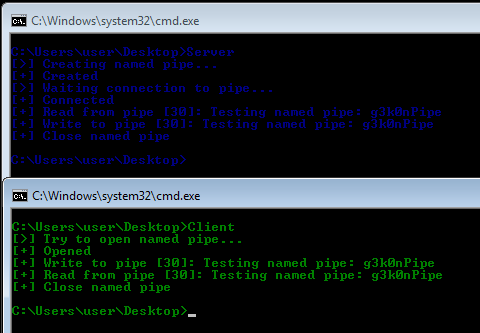 C:\Windows\system32\cmd.exe
C:\Users\user\Desktop>Server
[>] Creating named pipe...
[+] Created
[>] Waiting connection to pipe...
[+] Connected
[+] Read from pipe [30]: Testing named pipe: g3k0nPipe
[+] Write to pipe [30]: Testing named pipe: g3k0nPipe
[+] Close named pipe
C:\Users\user\Desktop>
C:\Windows\system32\cmd.exe
C:\Users\user\Desktop>Client
[>] Try to open named pipe...
[+] Opened
[+] Write to pipe [30]: Testing named pipe: g3k0nPipe
[+] Read from pipe [30]: Testing named pipe: g3k0nPipe
[+] Close named pipe
C:\Users\user\Desktop>_